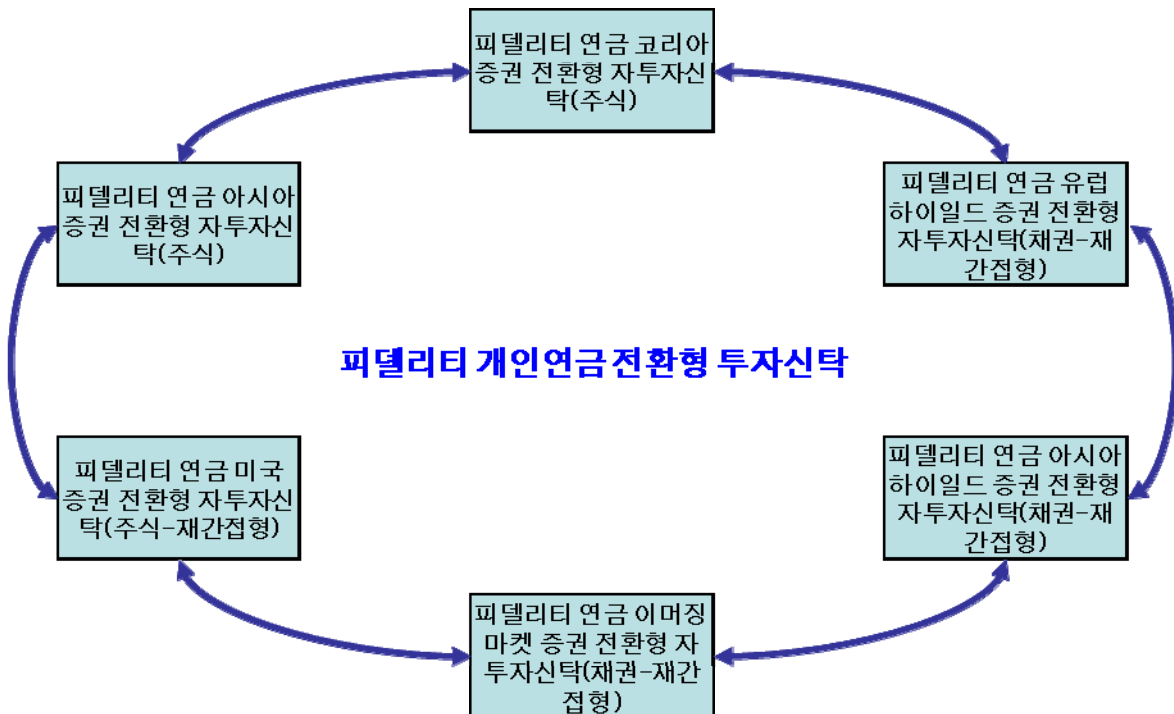 피델리티 연금 코리아
증권 전환형 자투자신
탁(주식)
피델리티 연금 아시아
증권 전환형 자투자신
탁(주식)
피델리티 연금 유럽
하이일드 증권 전환형
자투자신탁(채권-재
간접형)
피델리티 개인연금 전환형 투자신탁
피델리티 연금 미국
증권 전환형 자투자신
탁(주식-재간접형)
피델리티 연금 아시아
하이일드 증권 전환형
자투자신탁(채권-재
간접형)
피델리티 연금 이머징
마켓 증권 전환형 자
투자신탁(채권-재간
접형)